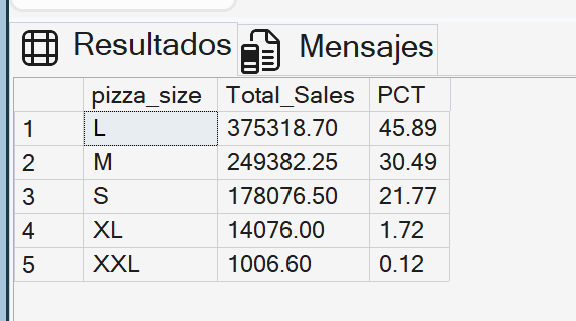 Resultados Mensajes
pizza_size Total_Sales PCT
1 L 375318.70 45.89
2 M 249382.25 30.49
3 S 178076.50 21.77
4 XL 14076.00 1.72
5 XXL 1006.60 0.12